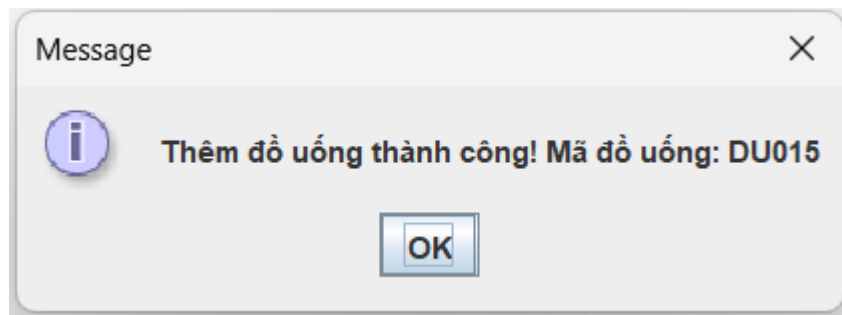 Message
Thêm đồ uống thành công! Mã đồ uống: DU015
OK